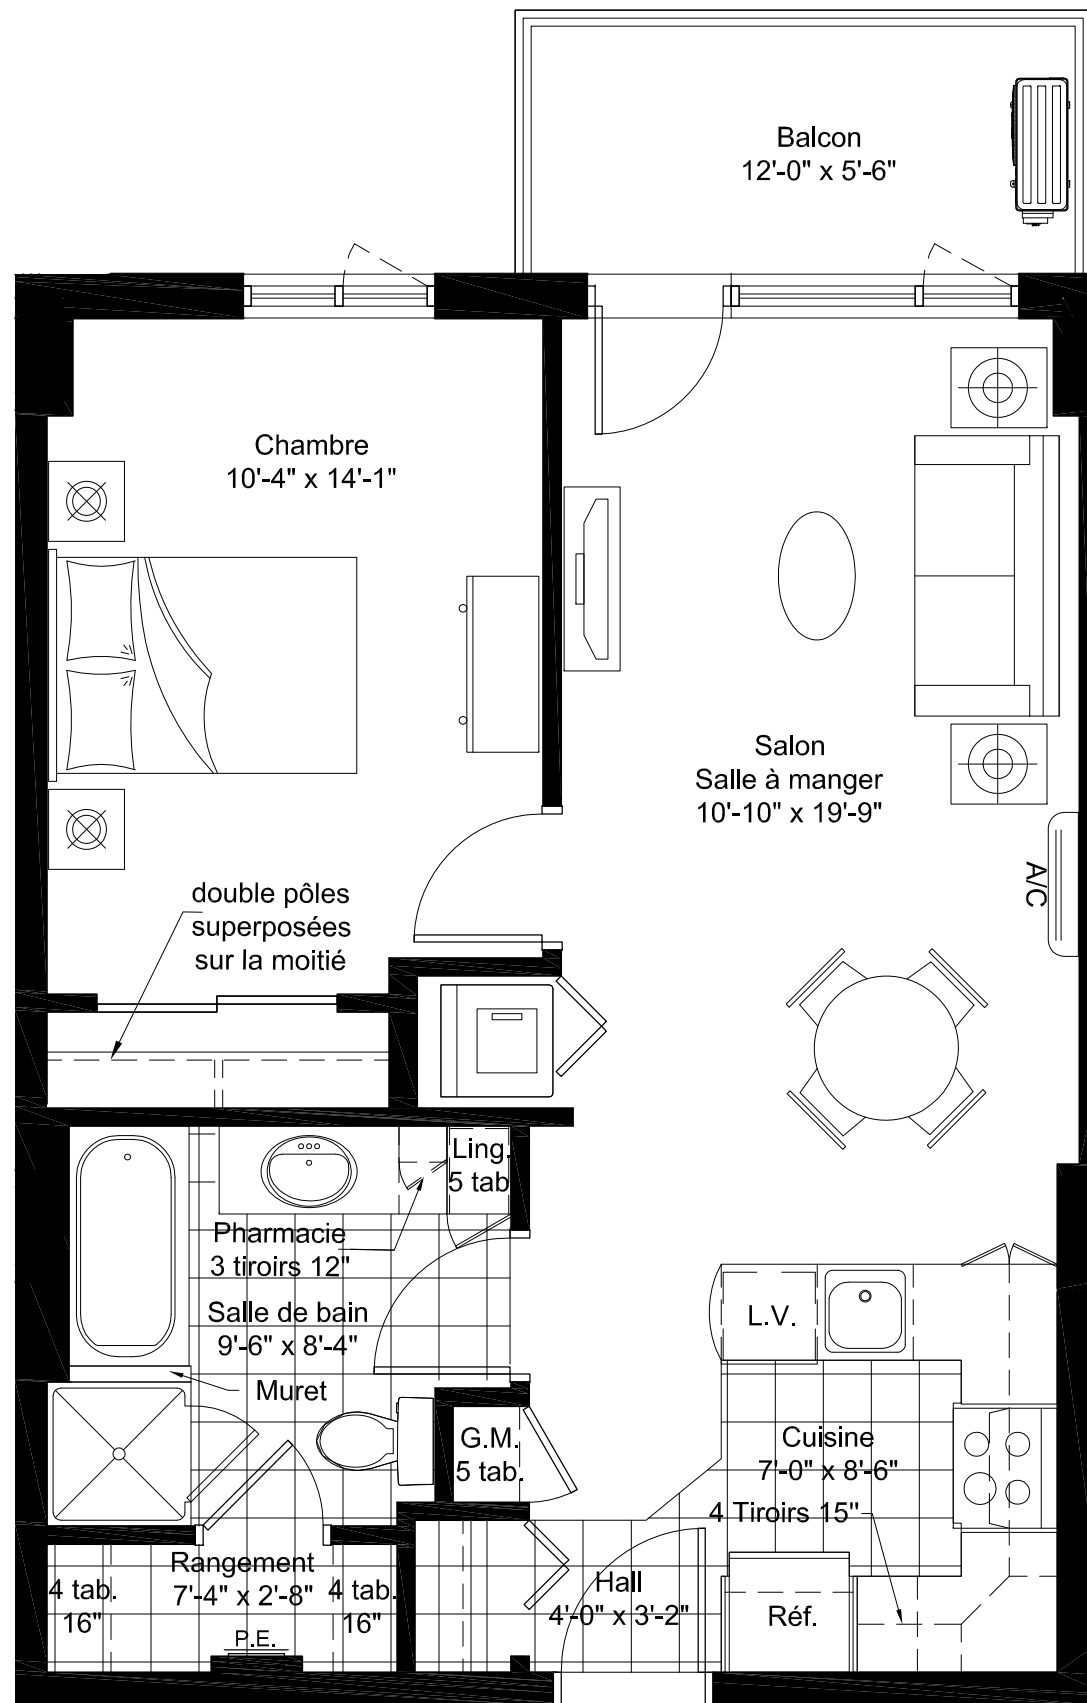 Balcon
12'-0" x 5'-6"
Chambre
10'-4" x 14'-1"
Salon
Salle à manger
10'-10" x 19'-9"
A/C
double pôles
superposées
sur la moitié
Ling.
5 tab.
Pharmacie
3 tiroirs 12"
Salle de bain
9'-6" x 8'-4"
Muret
L.V.
G.M.
5 tab.
Cuisine
7'-0" x 8'-6"
4 Tiroirs 15"
Rangement
7'-4" x 2'-8"
4 tab.
16"
4 tab.
16"
P.E.
Hall
4'-0" x 3'-2"
Réf.